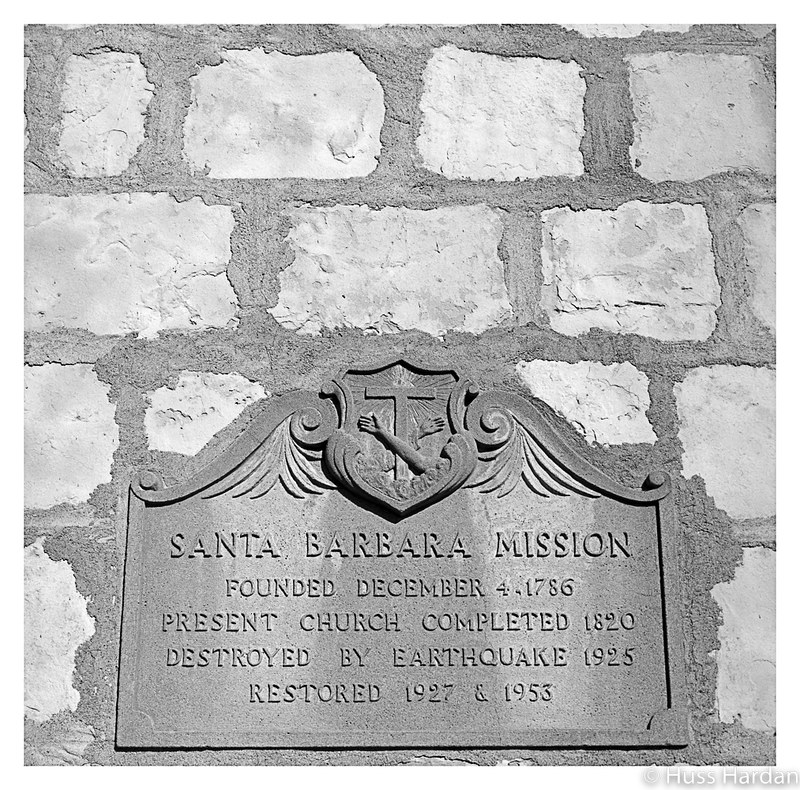 SANTA BARBARA MISSION
FOUNDED DECEMBER 4, 1786
PRESENT CHURCH COMPLETED 1820
DESTROYED BY EARTHQUAKE 1925
RESTORED 1927 & 1953
© Huss Hardan